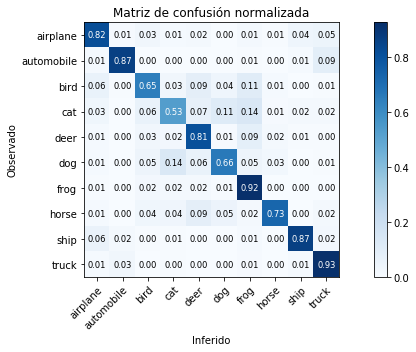 Matriz de confusión normalizada
Observado
airplane 0.82 0.01 0.03 0.01 0.02 0.00 0.01 0.01 0.04 0.05
automobile 0.01 0.87 0.00 0.01 0.00 0.00 0.01 0.00 0.01 0.09
bird 0.06 0.00 0.65 0.03 0.09 0.04 0.11 0.01 0.00 0.01
cat 0.03 0.00 0.06 0.53 0.07 0.11 0.14 0.01 0.02 0.02
deer 0.01 0.00 0.03 0.02 0.81 0.01 0.09 0.02 0.01 0.00
dog 0.01 0.00 0.05 0.14 0.06 0.66 0.05 0.03 0.00 0.01
frog 0.01 0.00 0.02 0.02 0.02 0.01 0.92 0.00 0.00 0.00
horse 0.01 0.00 0.04 0.04 0.09 0.05 0.02 0.73 0.00 0.02
ship 0.06 0.02 0.00 0.01 0.00 0.00 0.01 0.00 0.87 0.02
truck 0.01 0.03 0.00 0.01 0.00 0.00 0.01 0.00 0.01 0.93
airplane automobile bird cat deer dog frog horse ship truck
Inferido
0.8
0.6
0.4
0.2
0.0